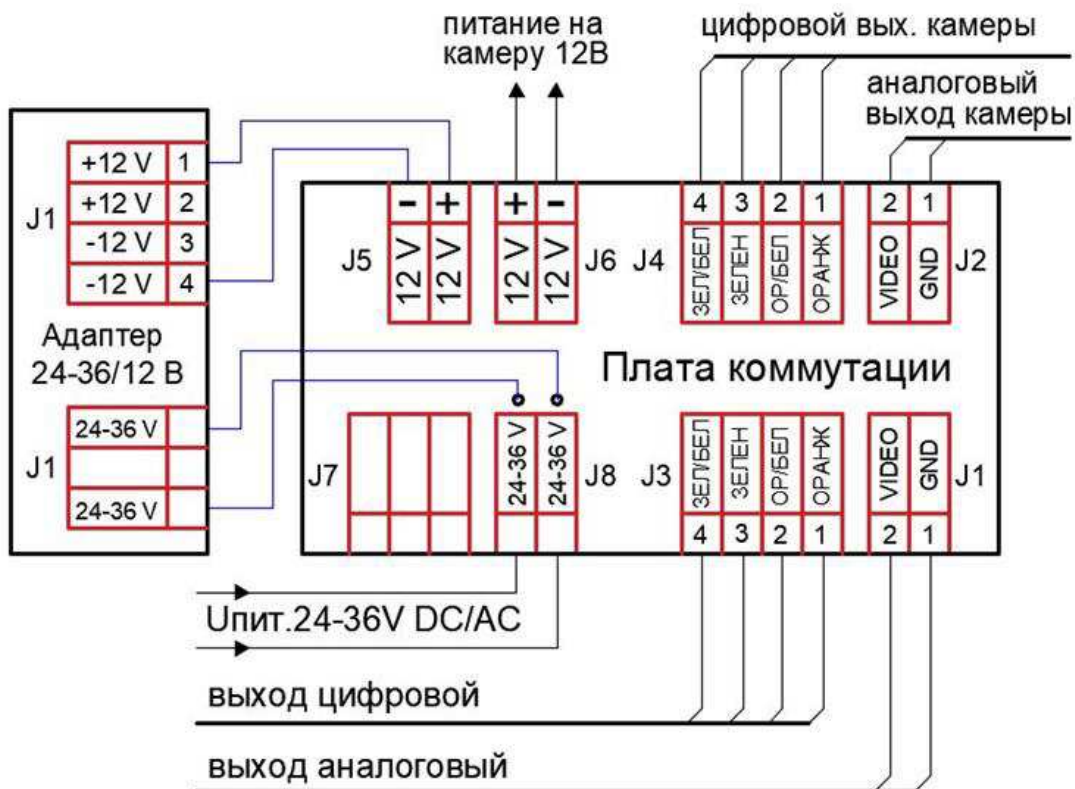 питание на
камеру 12В
цифровой вых. камеры
аналоговый
выход камеры
J1
+12 V 1
+12 V 2
-12 V 3
-12 V 4
Адаптер
24-36/12 В
J1
24-36 V
24-36 V
J5
- +
12 V 12 V
+ -
12 V 12 V
J6
J4
4 3 2 1
ЗЕЛ/БЕЛ ЗЕЛЕН ОР/БЕЛ ОРАНЖ
2 1
VIDEO GND
J2
Плата коммутации
J7
24-36 V 24-36 V
J8
J3
ЗЕЛ/БЕЛ ЗЕЛЕН ОР/БЕЛ ОРАНЖ
4 3 2 1
VIDEO GND
2 1
J1
Uпит.24-36V DC/AC
выход цифровой
выход аналоговый